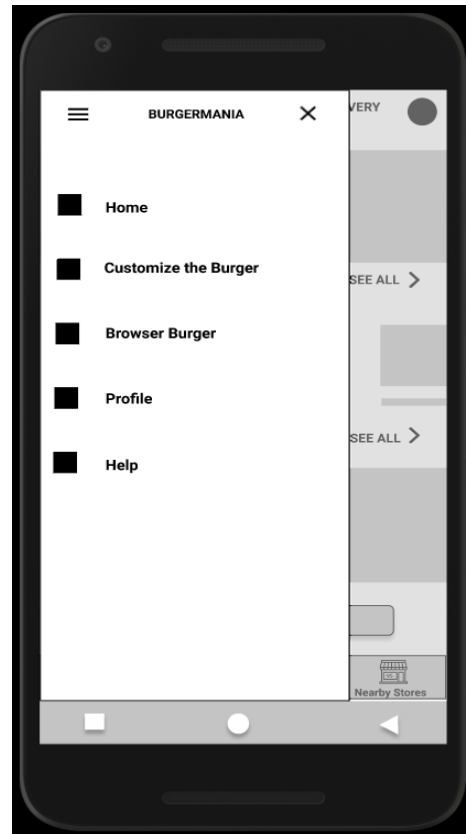 BURGERMANIA
VERY
Home
Customize the Burger
SEE ALL
Browser Burger
Profile
SEE ALL
Help
Nearby Stores